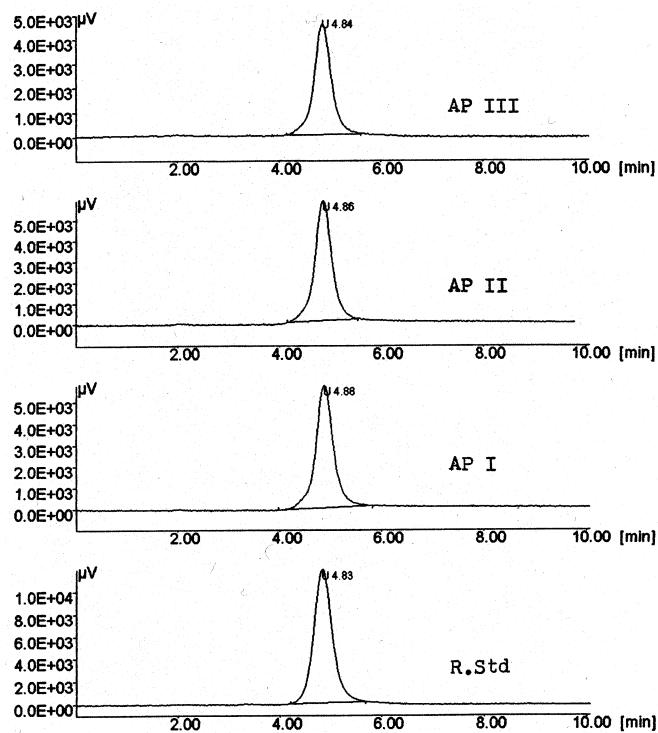 5.0E+03 µV
U 4.84
4.0E+03
3.0E+03
2.0E+03
AP III
1.0E+03
0.0E+00
2.00 4.00 6.00 8.00 10.00 [min]
µV
U 4.86
5.0E+03
4.0E+03
3.0E+03
AP II
2.0E+03
1.0E+03
0.0E+00
2.00 4.00 6.00 8.00 10.00 [min]
µV
U 4.88
5.0E+03
4.0E+03
3.0E+03
AP I
2.0E+03
1.0E+03
0.0E+00
2.00 4.00 6.00 8.00 10.00 [min]
µV
U 4.83
1.0E+04
8.0E+03
6.0E+03
4.0E+03
R.Std
2.0E+03
0.0E+00
2.00 4.00 6.00 8.00 10.00 [min]